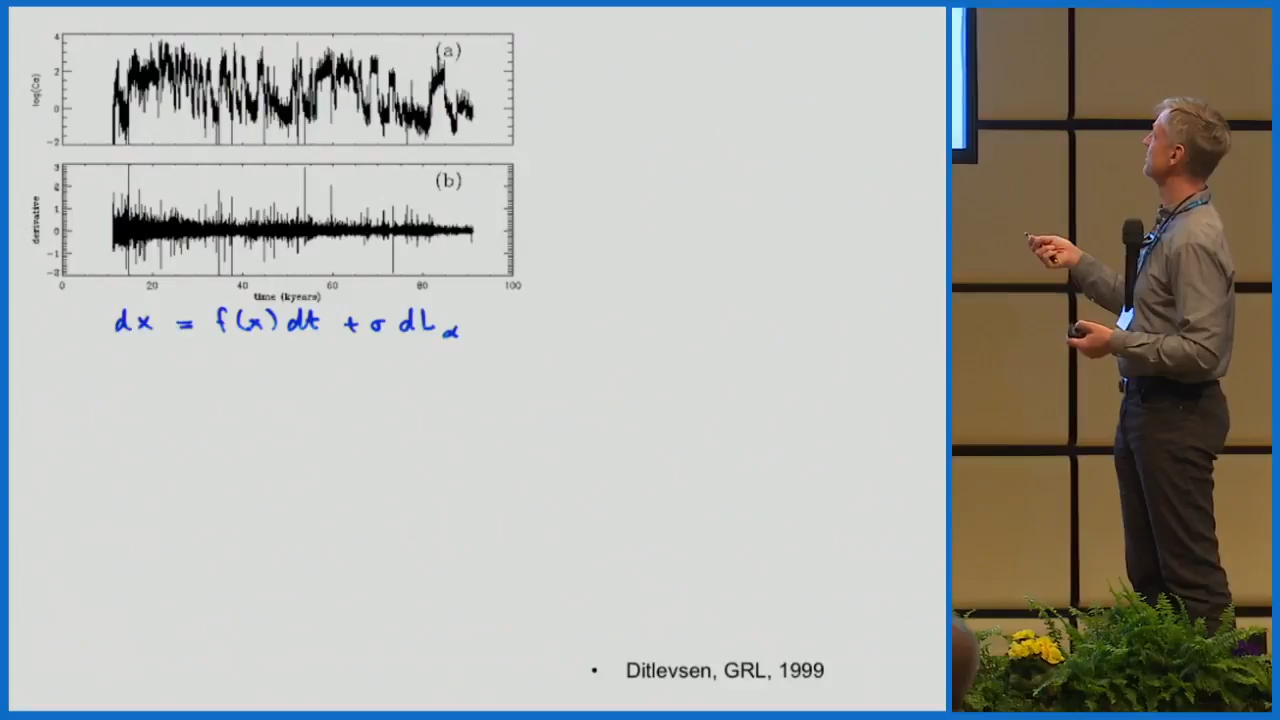 4
2
0
-2
log(Ca)
(a)
3
2
1
0
-1
-2
derivative
(b)
0 20 40 60 80 100
time (kyears)
dx = f(x)dt + σ dLα
• Ditlevsen, GRL, 1999